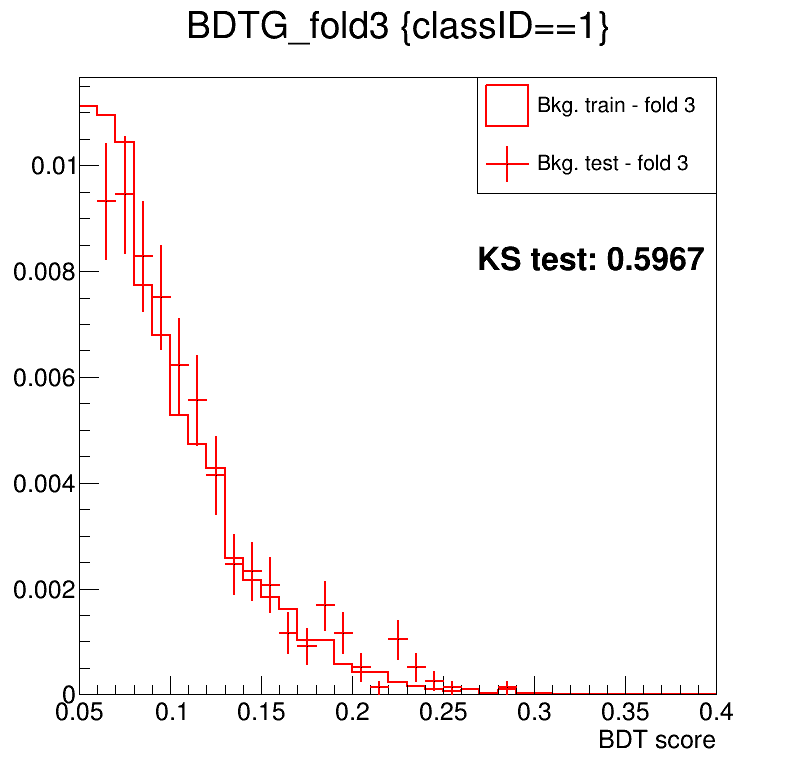 BDTG_fold3 {classID==1}
Bkg. train - fold 3
Bkg. test - fold 3
KS test: 0.5967
0.01
0.008
0.006
0.004
0.002
0
0.05 0.1 0.15 0.2 0.25 0.3 0.35 0.4
BDT score